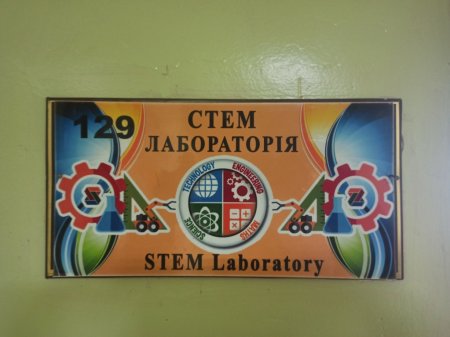 129
СТЕМ
ЛАБОРАТОРІЯ
TECHNOLOGY
ENGINEERING
SCIENCE
MATHS
STEM Laboratory